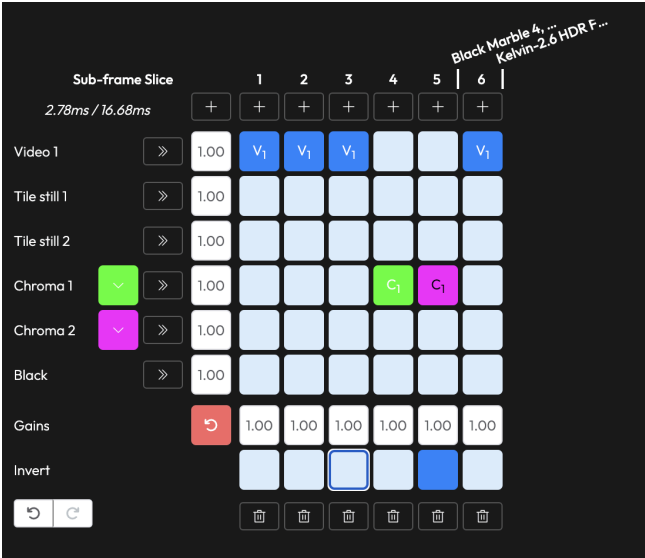 Black Marble 4, ...
Kelvin-2.6 HDR F...
Sub-frame Slice 1 2 3 4 5 6
2.78ms / 16.68ms + + + + + + +
Video 1 1.00 V1 V1 V1 V1
Tile still 1 1.00
Tile still 2 1.00
Chroma 1 1.00 C1 C1
Chroma 2 1.00
Black 1.00
Gains 1.00 1.00 1.00 1.00 1.00 1.00
Invert